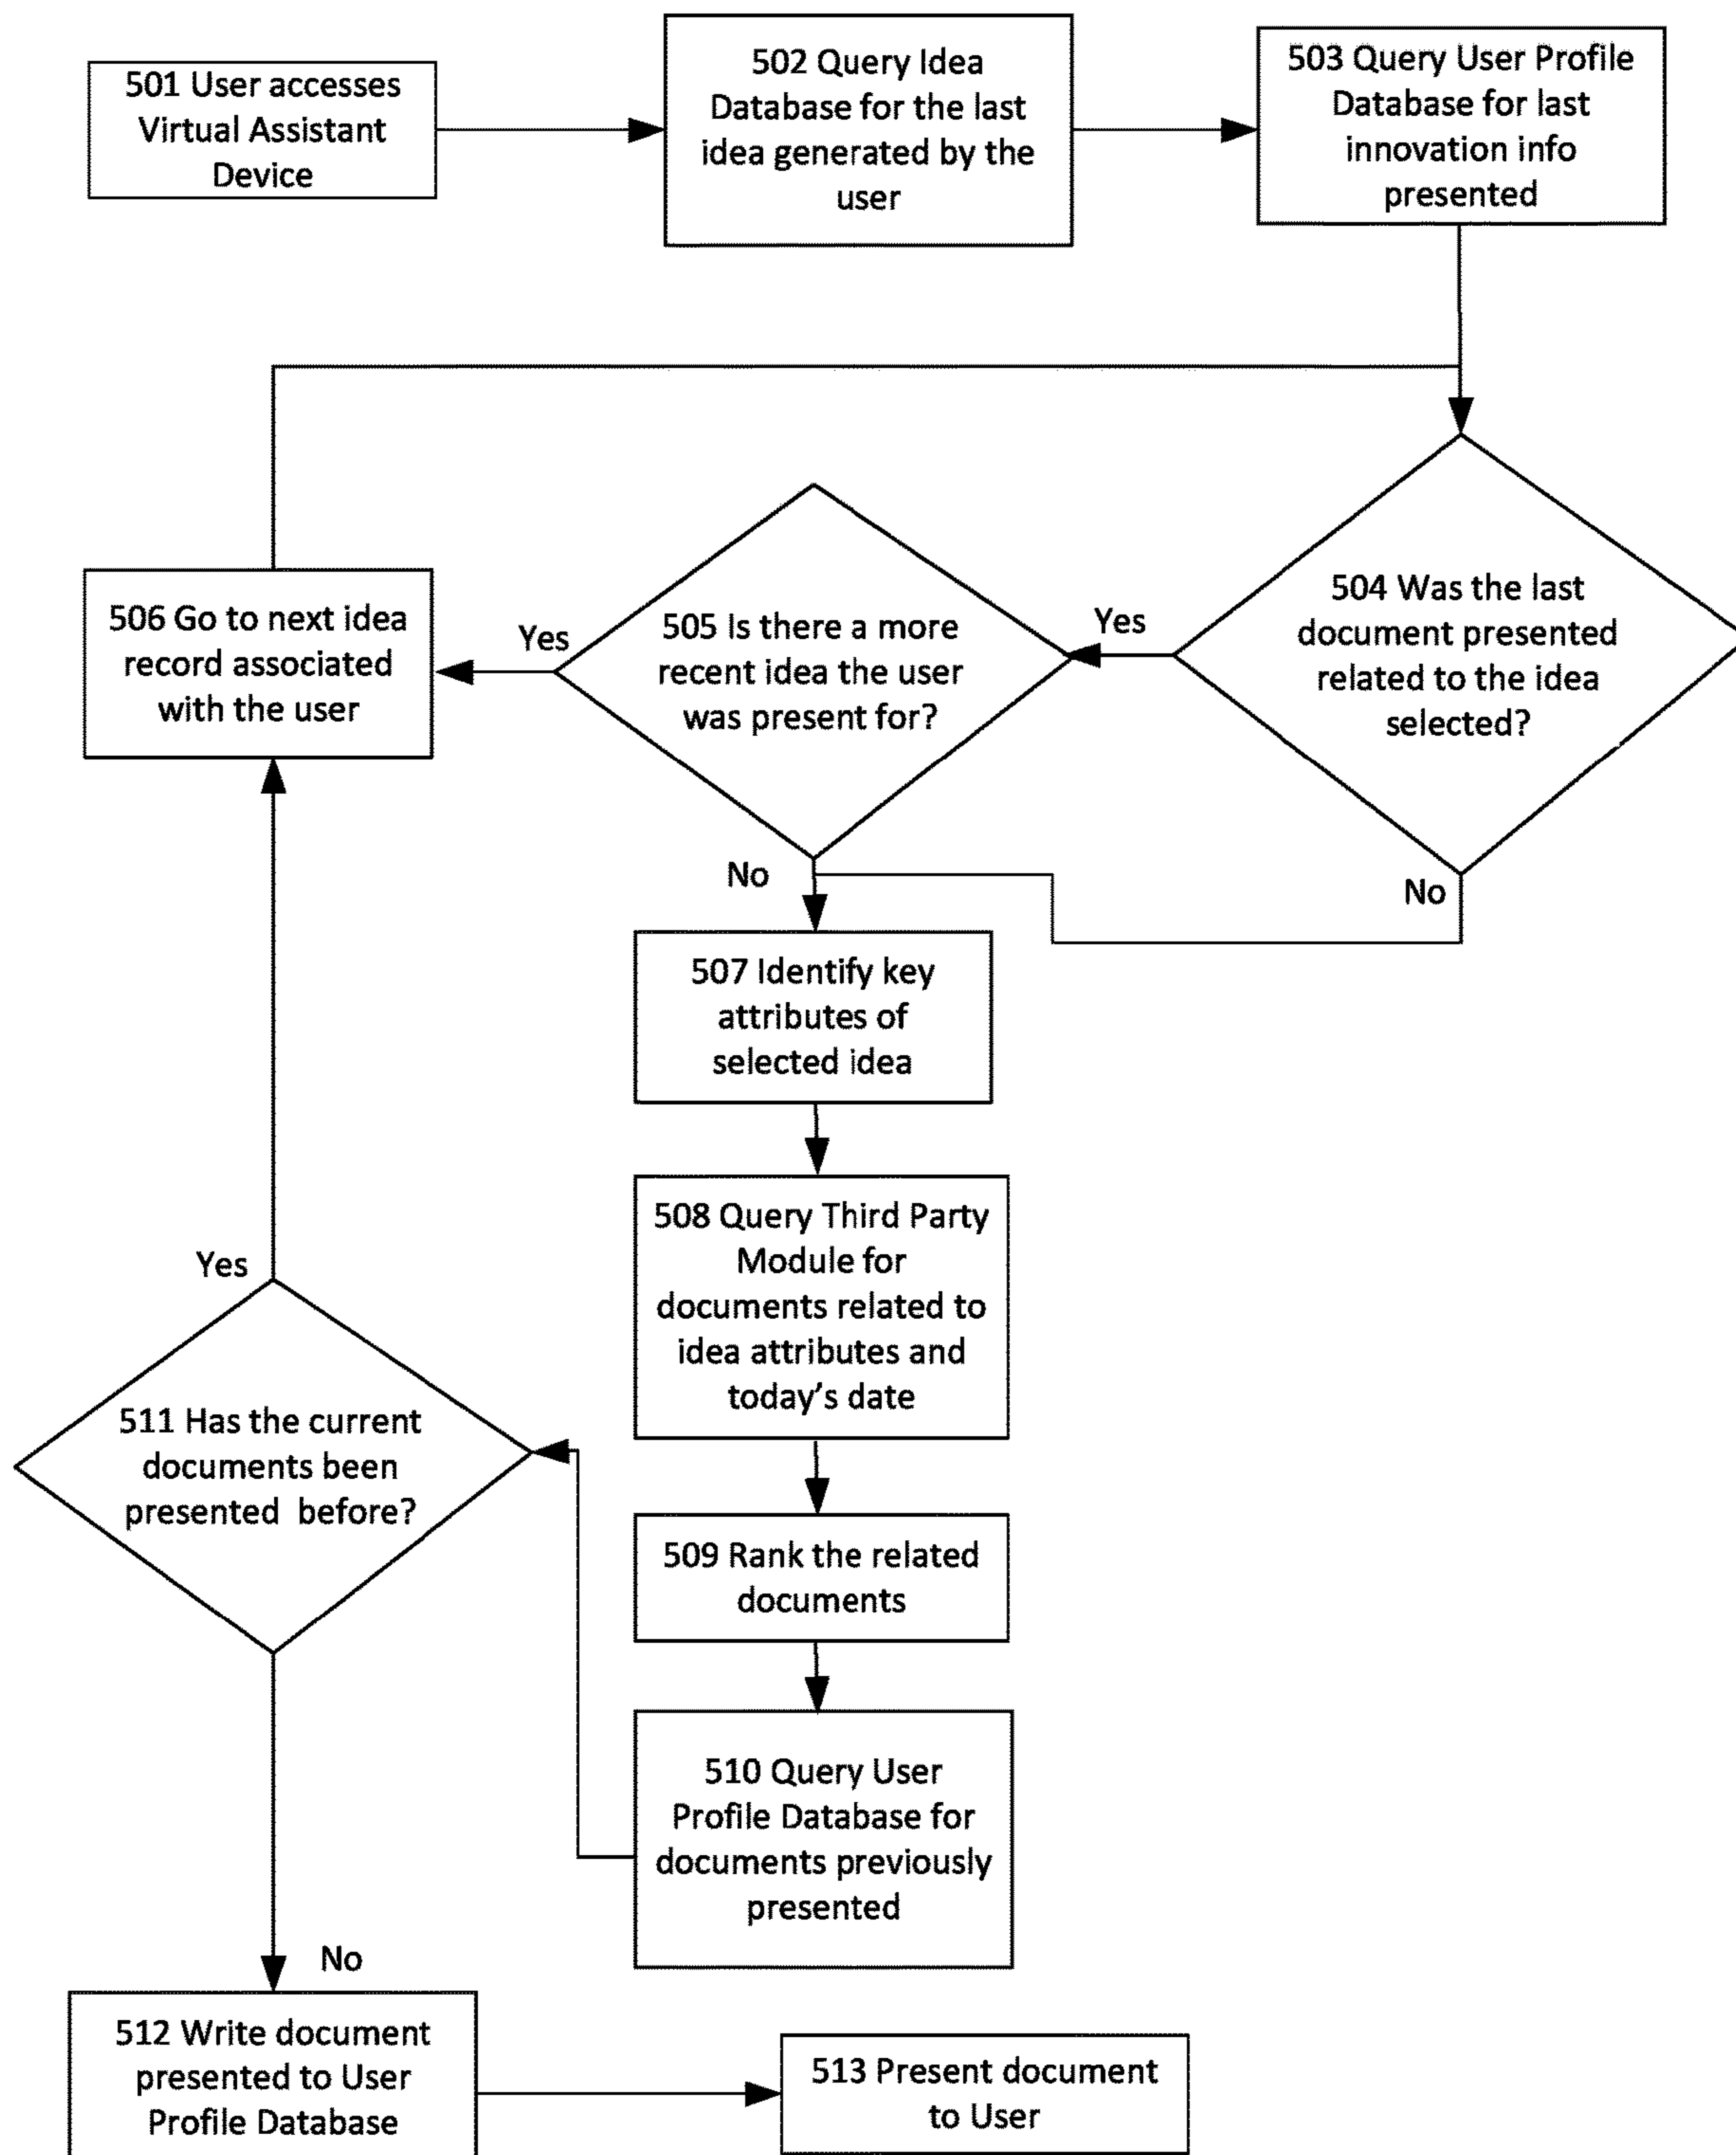 501 User accesses
Virtual Assistant
Device
502 Query Idea
Database for the last
idea generated by the
user
503 Query User Profile
Database for last
innovation info
presented
504 Was the last
document presented
related to the idea
selected?
Yes
No
505 Is there a more
recent idea the user
was present for?
Yes
No
506 Go to next idea
record associated
with the user
507 Identify key
attributes of
selected idea
508 Query Third Party
Module for
documents related to
idea attributes and
today's date
509 Rank the related
documents
510 Query User
Profile Database for
documents previously
presented
511 Has the current
documents been
presented before?
Yes
No
512 Write document
presented to User
Profile Database
513 Present document
to User